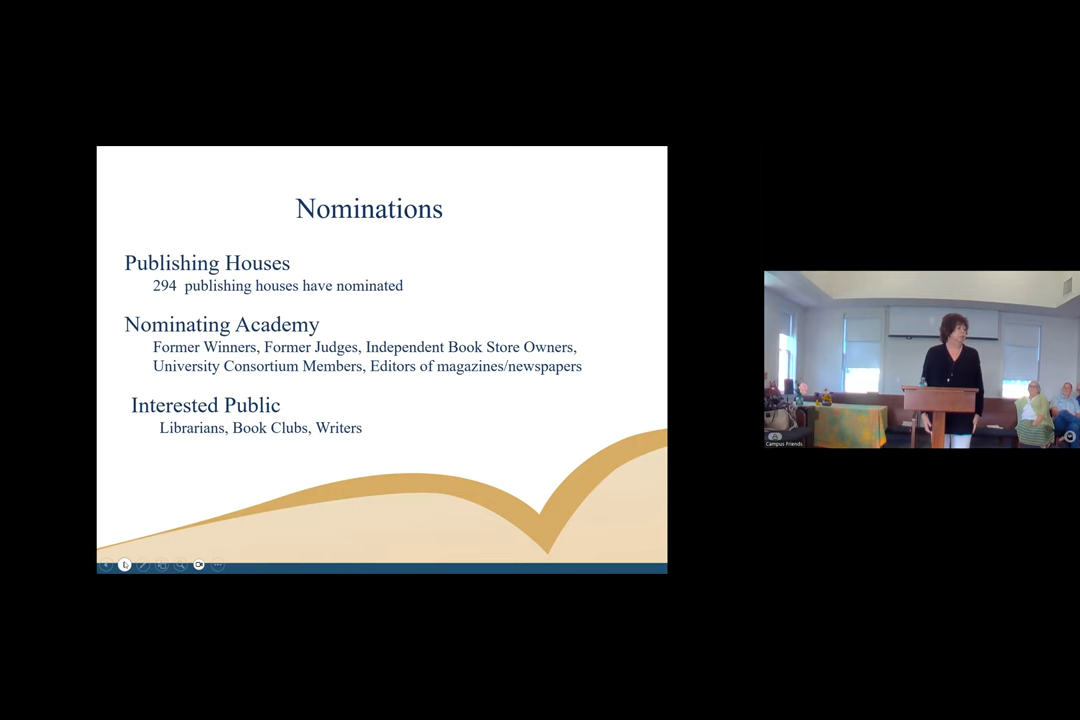 Nominations
Publishing Houses
294 publishing houses have nominated
Nominating Academy
Former Winners, Former Judges, Independent Book Store Owners,
University Consortium Members, Editors of magazines/newspapers
Interested Public
Librarians, Book Clubs, Writers
Campus Friends